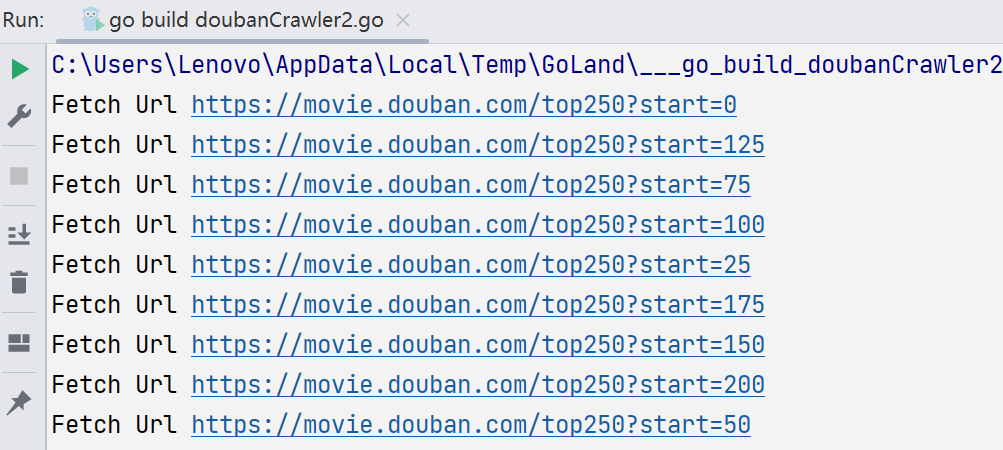 Run: go build doubanCrawler2.go
C:\Users\Lenovo\AppData\Local\Temp\GoLand\___go_build_doubanCrawler2
Fetch Url https://movie.douban.com/top250?start=0
Fetch Url https://movie.douban.com/top250?start=125
Fetch Url https://movie.douban.com/top250?start=75
Fetch Url https://movie.douban.com/top250?start=100
Fetch Url https://movie.douban.com/top250?start=25
Fetch Url https://movie.douban.com/top250?start=175
Fetch Url https://movie.douban.com/top250?start=150
Fetch Url https://movie.douban.com/top250?start=200
Fetch Url https://movie.douban.com/top250?start=50